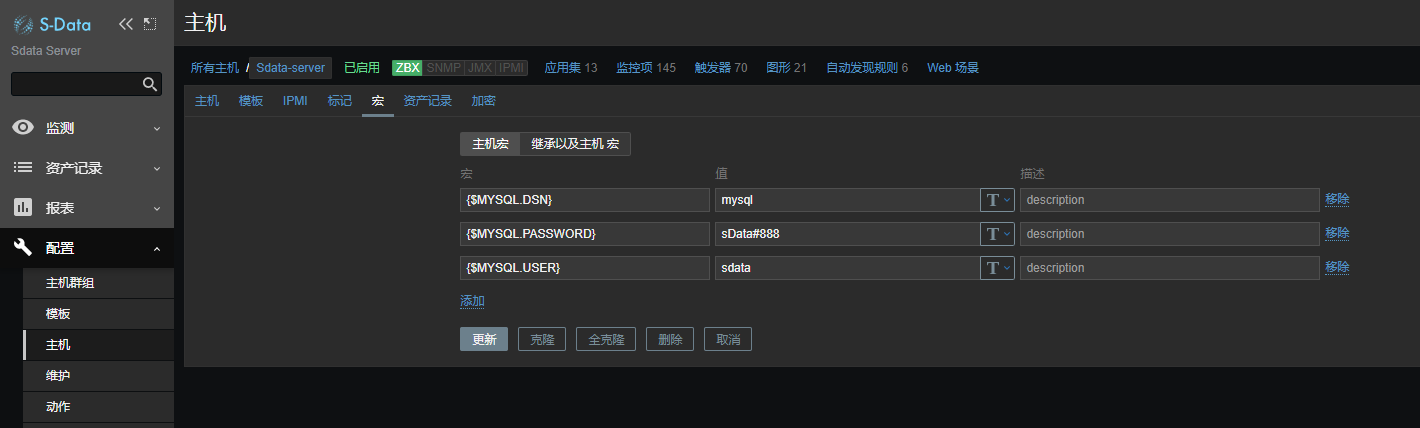 S-Data
Sdata Server
主机
所有主机 / Sdata-server 已启用 ZBX SNMP JMX IPMI 应用集 13 监控项 145 触发器 70 图形 21 自动发现规则 6 Web 场景
主机 模板 IPMI 标记 宏 资产记录 加密
监测
资产记录
报表
配置
主机群组
模板
主机
维护
动作
主机宏 继承以及主机 宏
宏 值 描述
{$MYSQL.DSN} mysql T description 移除
{$MYSQL.PASSWORD} sData#888 T description 移除
{$MYSQL.USER} sdata T description 移除
添加
更新 克隆 全克隆 删除 取消